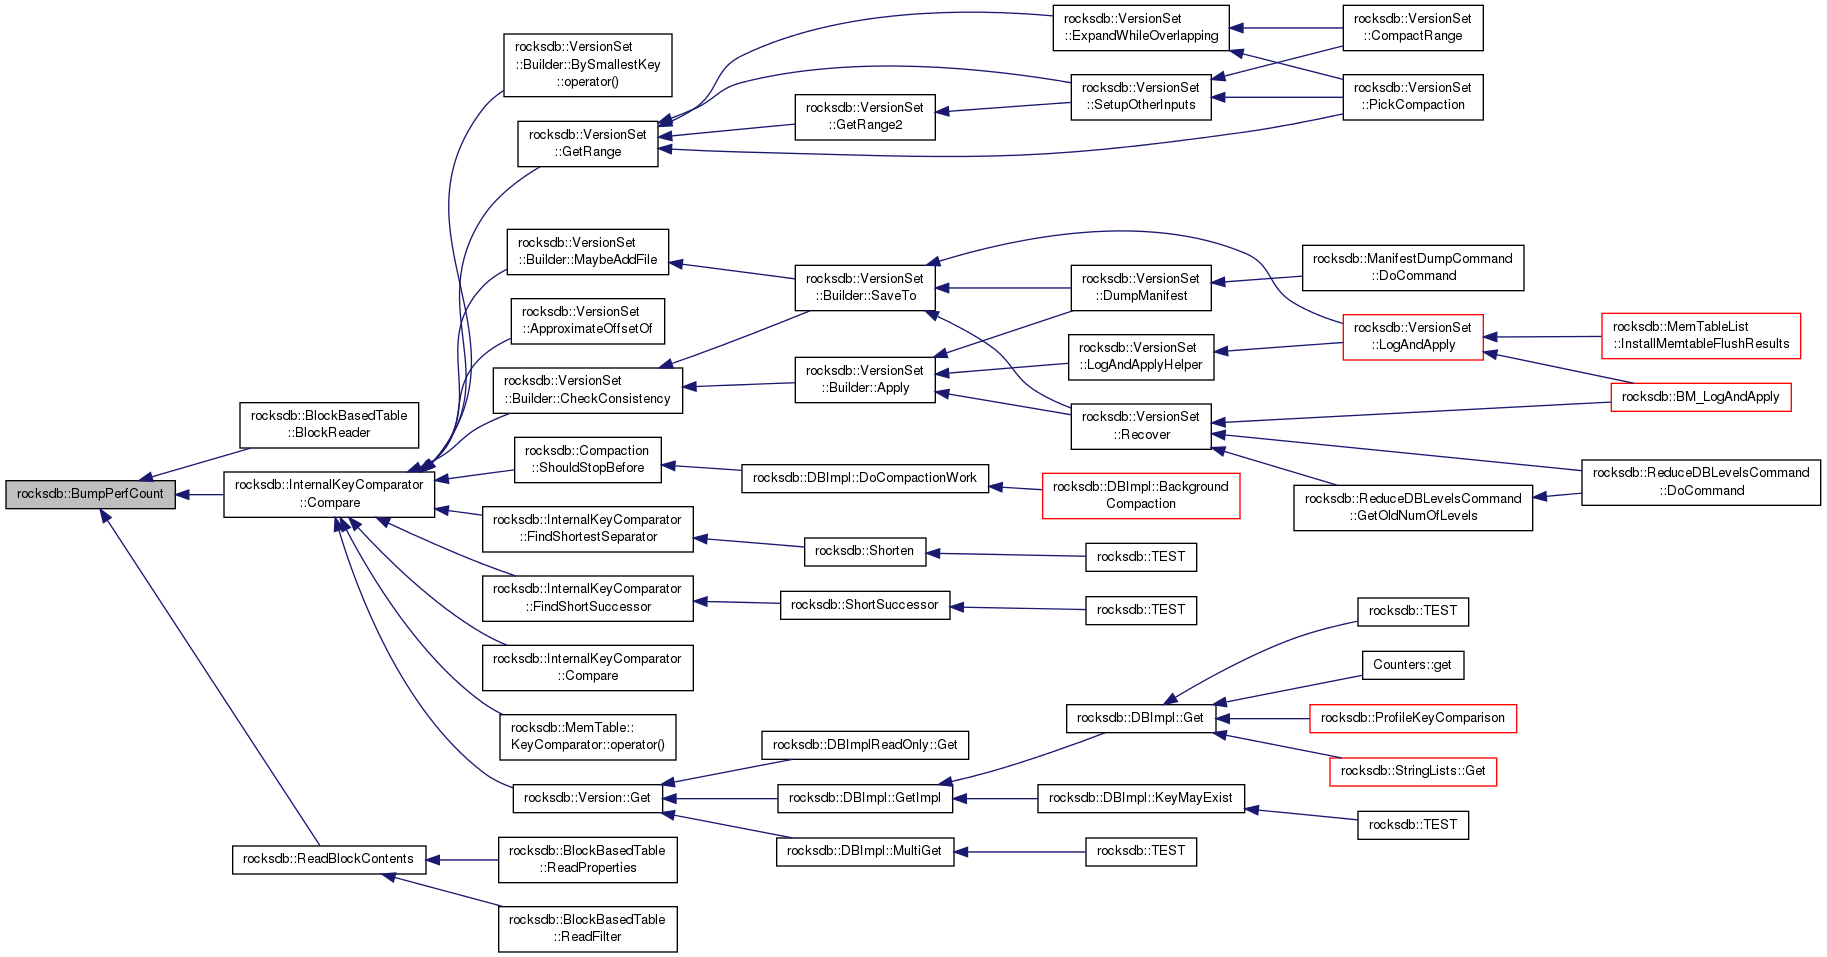 rocksdb::BumpPerfCount
rocksdb::BlockBasedTable
::BlockReader
rocksdb::InternalKeyComparator
::Compare
rocksdb::ReadBlockContents
rocksdb::VersionSet
::Builder::BySmallestKey
::operator()
rocksdb::VersionSet
::GetRange
rocksdb::VersionSet
::Builder::MaybeAddFile
rocksdb::VersionSet
::ApproximateOffsetOf
rocksdb::VersionSet
::Builder::CheckConsistency
rocksdb::Compaction
::ShouldStopBefore
rocksdb::InternalKeyComparator
::FindShortestSeparator
rocksdb::InternalKeyComparator
::FindShortSuccessor
rocksdb::InternalKeyComparator
::Compare
rocksdb::MemTable::
KeyComparator::operator()
rocksdb::Version::Get
rocksdb::BlockBasedTable
::ReadProperties
rocksdb::BlockBasedTable
::ReadFilter
rocksdb::VersionSet
::GetRange2
rocksdb::VersionSet
::Builder::SaveTo
rocksdb::VersionSet
::Builder::Apply
rocksdb::DBImpl::DoCompactionWork
rocksdb::Shorten
rocksdb::ShortSuccessor
rocksdb::DBImplReadOnly::Get
rocksdb::DBImpl::GetImpl
rocksdb::DBImpl::MultiGet
rocksdb::VersionSet
::ExpandWhileOverlapping
rocksdb::VersionSet
::SetupOtherInputs
rocksdb::VersionSet
::DumpManifest
rocksdb::VersionSet
::LogAndApplyHelper
rocksdb::VersionSet
::Recover
rocksdb::DBImpl::Background
Compaction
rocksdb::TEST
rocksdb::TEST
rocksdb::DBImpl::Get
rocksdb::DBImpl::KeyMayExist
rocksdb::TEST
rocksdb::VersionSet
::CompactRange
rocksdb::VersionSet
::PickCompaction
rocksdb::ManifestDumpCommand
::DoCommand
rocksdb::VersionSet
::LogAndApply
rocksdb::ReduceDBLevelsCommand
::GetOldNumOfLevels
rocksdb::TEST
Counters::get
rocksdb::ProfileKeyComparison
rocksdb::StringLists::Get
rocksdb::TEST
rocksdb::MemTableList
::InstallMemtableFlushResults
rocksdb::BM_LogAndApply
rocksdb::ReduceDBLevelsCommand
::DoCommand